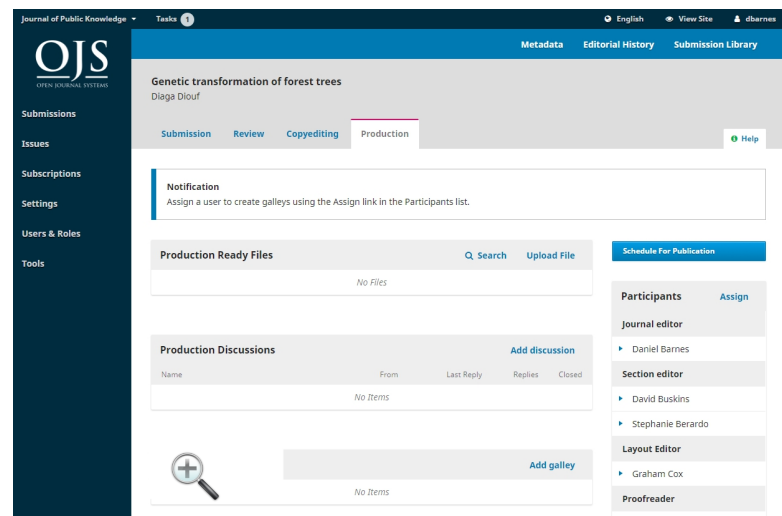 Journal of Public Knowledge
Tasks 1
English
View Site
dbarnes
OJS
OPEN JOURNAL SYSTEMS
Metadata
Editorial History
Submission Library
Submissions
Issues
Subscriptions
Settings
Users & Roles
Tools
Genetic transformation of forest trees
Diaga Diouf
Submission
Review
Copyediting
Production
Help
Notification
Assign a user to create galleys using the Assign link in the Participants list.
Production Ready Files
Search
Upload File
No Files
Production Discussions
Add discussion
Name
From
Last Reply
Replies
Closed
No Items
Add galley
No Items
Schedule For Publication
Participants
Assign
Journal editor
Daniel Barnes
Section editor
David Buskins
Stephanie Berardo
Layout Editor
Graham Cox
Proofreader